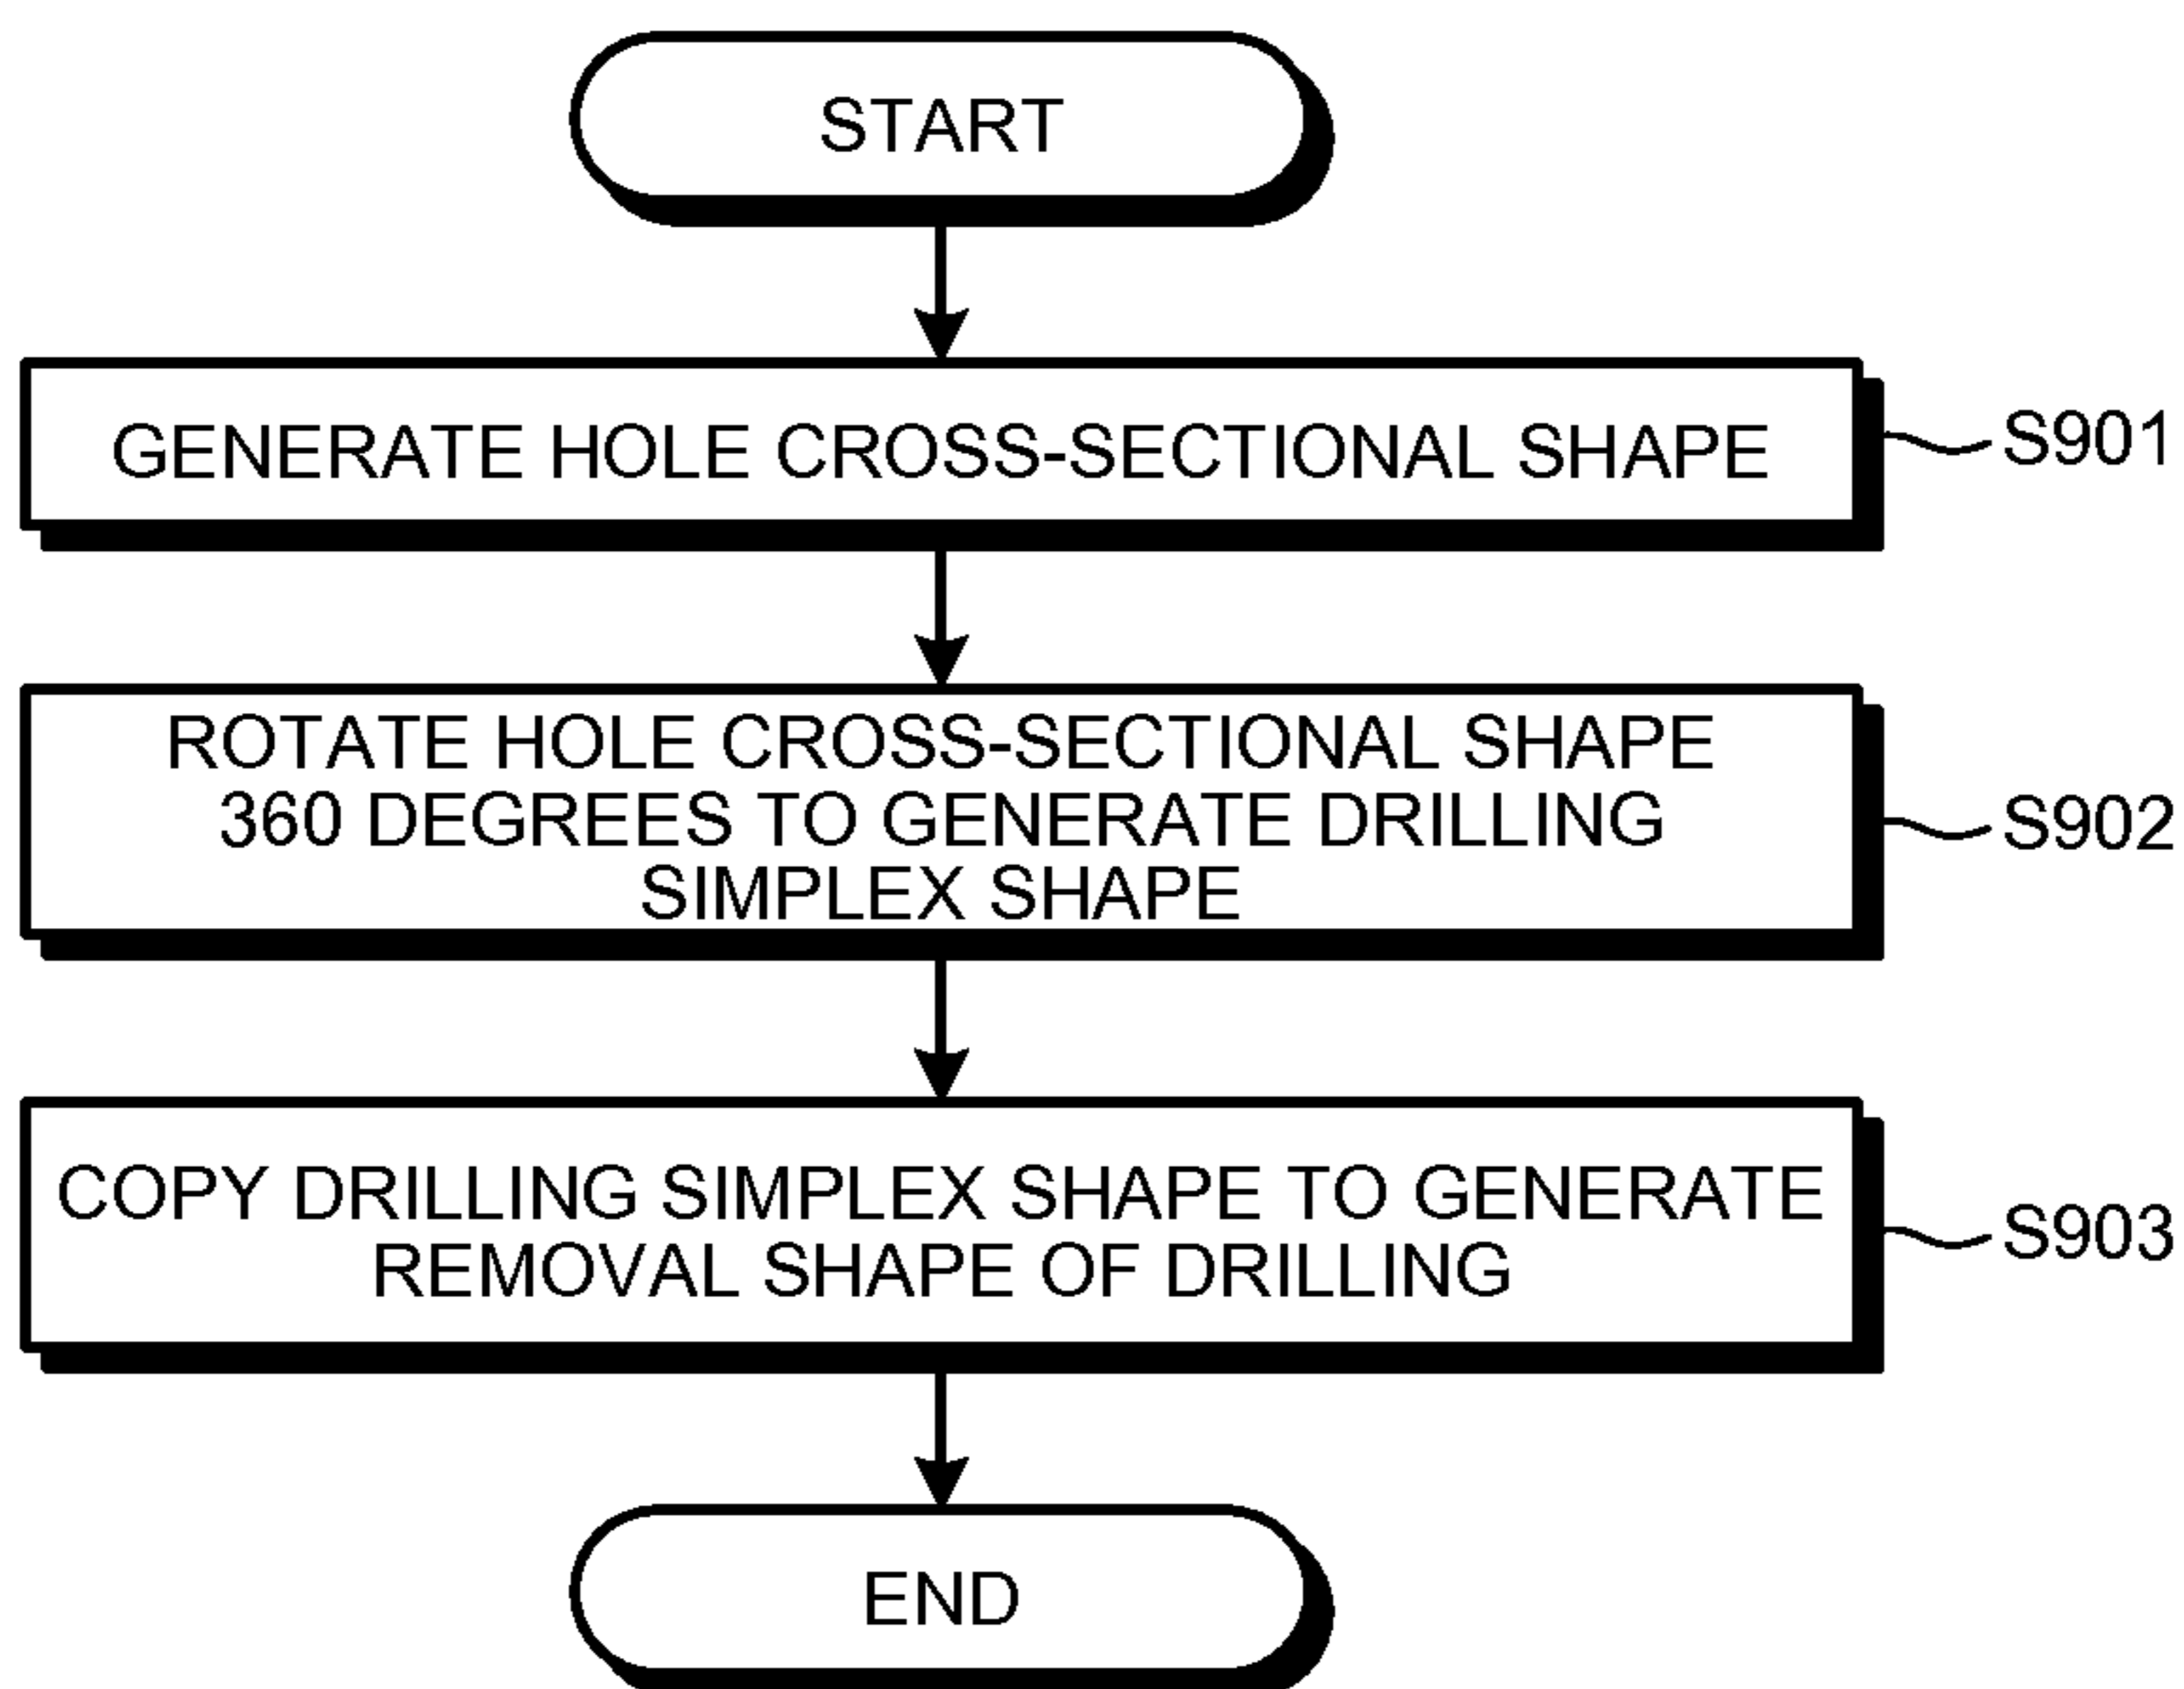 START
GENERATE HOLE CROSS-SECTIONAL SHAPE
S901
ROTATE HOLE CROSS-SECTIONAL SHAPE
360 DEGREES TO GENERATE DRILLING
SIMPLEX SHAPE
S902
COPY DRILLING SIMPLEX SHAPE TO GENERATE
REMOVAL SHAPE OF DRILLING
S903
END